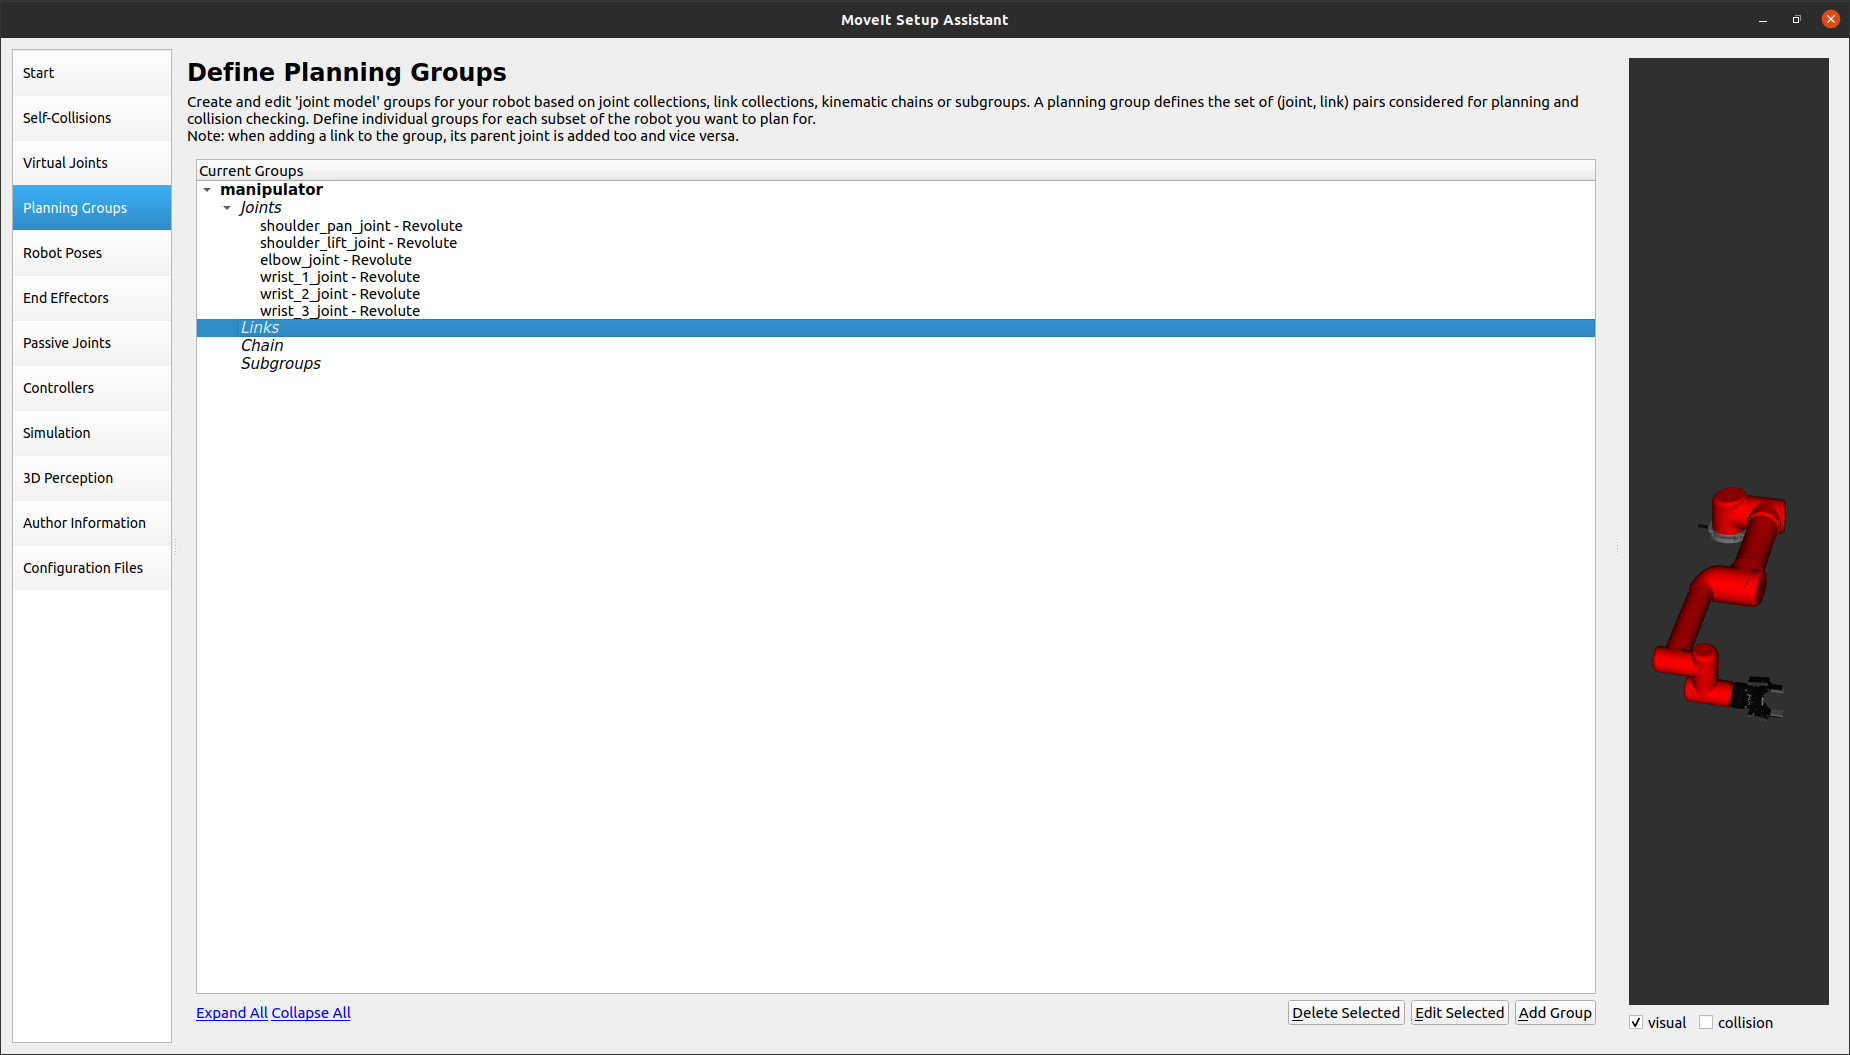 MoveIt Setup Assistant
Start
Self-Collisions
Virtual Joints
Planning Groups
Robot Poses
End Effectors
Passive Joints
Controllers
Simulation
3D Perception
Author Information
Configuration Files
Define Planning Groups
Create and edit 'joint model' groups for your robot based on joint collections, link collections, kinematic chains or subgroups. A planning group defines the set of (joint, link) pairs considered for planning and
collision checking. Define individual groups for each subset of the robot you want to plan for.
Note: when adding a link to the group, its parent joint is added too and vice versa.
Current Groups
manipulator
Joints
shoulder_pan_joint - Revolute
shoulder_lift_joint - Revolute
elbow_joint - Revolute
wrist_1_joint - Revolute
wrist_2_joint - Revolute
wrist_3_joint - Revolute
Links
Chain
Subgroups
Expand All Collapse All
Delete Selected
Edit Selected
Add Group
visual
collision